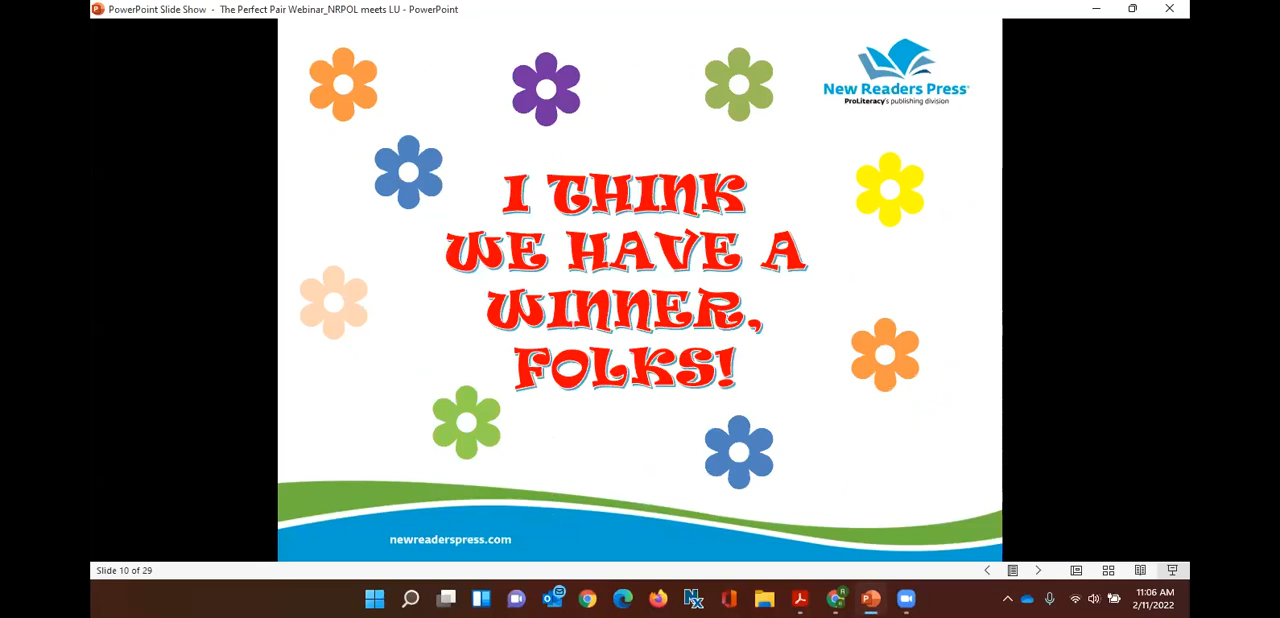 PowerPoint Slide Show - The Perfect Pair Webinar_NRPOL meets LU - PowerPoint
New Readers Press®
ProLiteracy's publishing division
I THINK
WE HAVE A
WINNER,
FOLKS!
newreaderspress.com
Slide 10 of 29
11:06 AM
2/11/2022